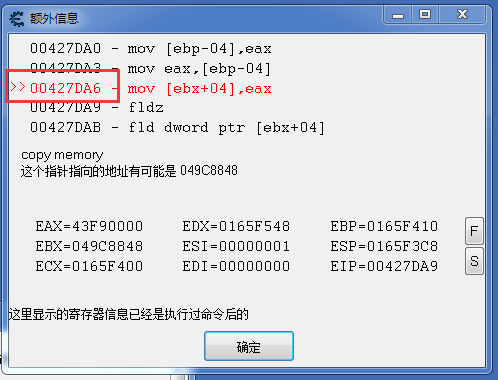 额外信息
00427DA0 - mov [ebp-04],eax
00427DA3 - mov eax,[ebp-04]
>>00427DA6 - mov [ebx+04],eax
00427DA9 - fldz
00427DAB - fld dword ptr [ebx+04]
copy memory
这个指针指向的地址有可能是 049C8848
EAX=43F90000 EDX=0165F548 EBP=0165F410
EBX=049C8848 ESI=00000001 ESP=0165F3C8
ECX=0165F400 EDI=00000000 EIP=00427DA9
F
S
这里显示的寄存器信息已经是执行过命令后的
确定